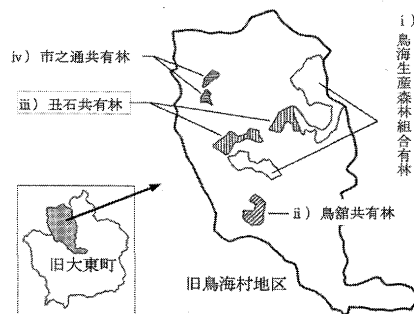 i) 鳥海生産森林組合有林
iv) 市之通共有林
iii) 丑石共有林
ii) 鳥舘共有林
旧大東町
旧鳥海村地区